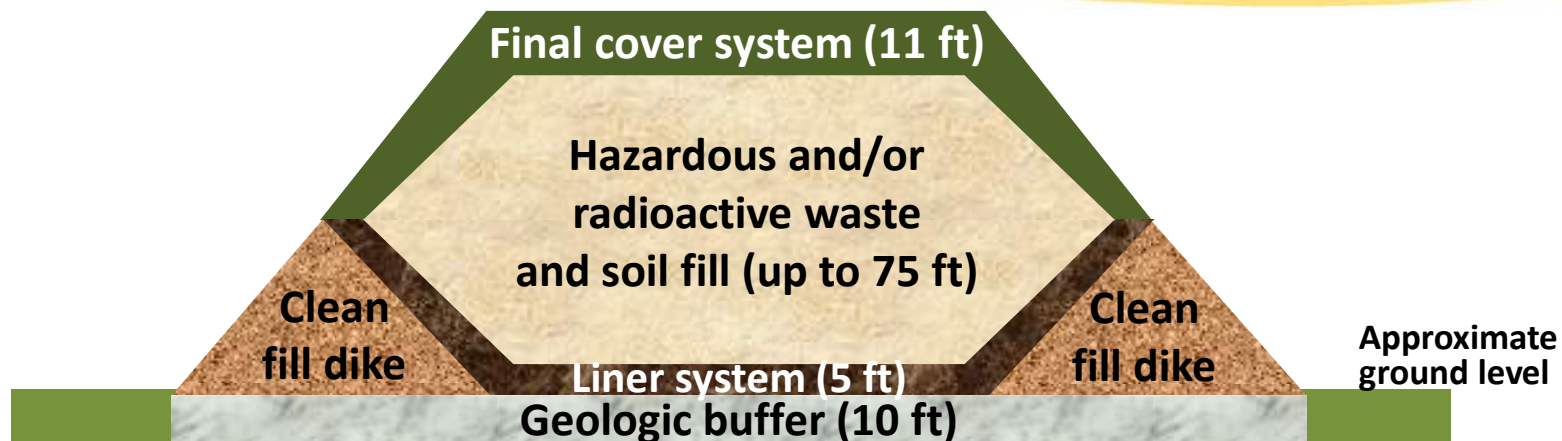 Final cover system (11 ft)
Hazardous and/or
radioactive waste
and soil fill (up to 75 ft)
Clean
fill dike
Clean
fill dike
Approximate
ground level
Liner system (5 ft)
Geologic buffer (10 ft)